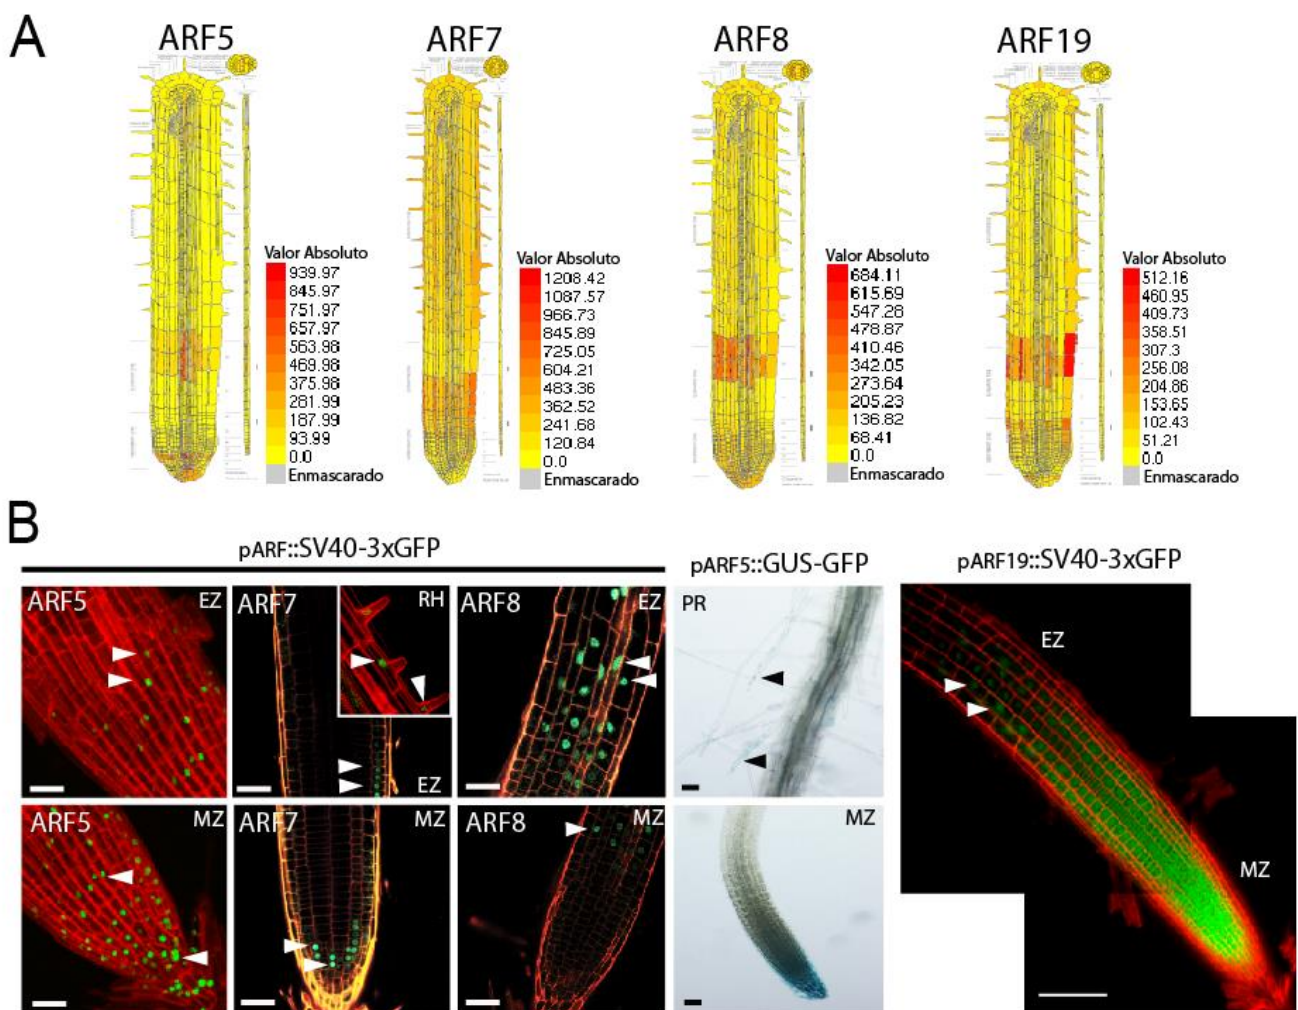 A
ARF5
ARF7
ARF8
ARF19
Valor Absoluto
939.97
845.97
751.97
657.97
563.98
469.98
375.98
281.99
187.99
93.99
0.0
Enmascarado
Valor Absoluto
1208.42
1087.57
966.73
845.89
725.05
604.21
483.36
362.52
241.68
120.84
0.0
Enmascarado
Valor Absoluto
684.11
615.69
547.28
478.87
410.46
342.05
273.64
205.23
136.82
68.41
0.0
Enmascarado
Valor Absoluto
512.16
460.95
409.73
358.51
307.3
256.08
204.86
153.65
102.43
51.21
0.0
Enmascarado
B
pARF::SV40-3xGFP
pARF5::GUS-GFP
pARF19::SV40-3xGFP
ARF5 EZ
ARF7 RH
EZ
ARF8 EZ
PR
EZ
MZ
ARF5 MZ
ARF7 MZ
ARF8 MZ
MZ